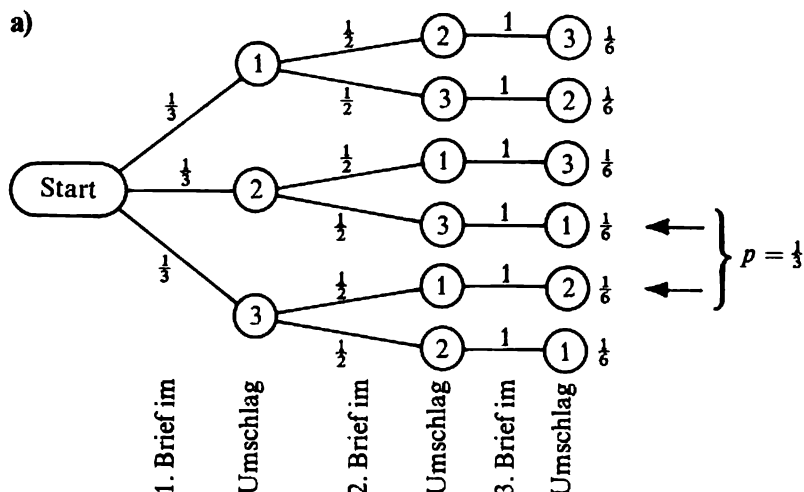 a)
1/2 2 1 3 1/6
1
1/3 1/2 3 1 2 1/6
1/2 1 1 3 1/6
Start 1/3 2
1/2 3 1 1 1/6
p = 1/3
1/3 1/2 1 1 2 1/6
3
1/2 2 1 1 1/6
1. Brief im
Umschlag
2. Brief im
Umschlag
3. Brief im
Umschlag